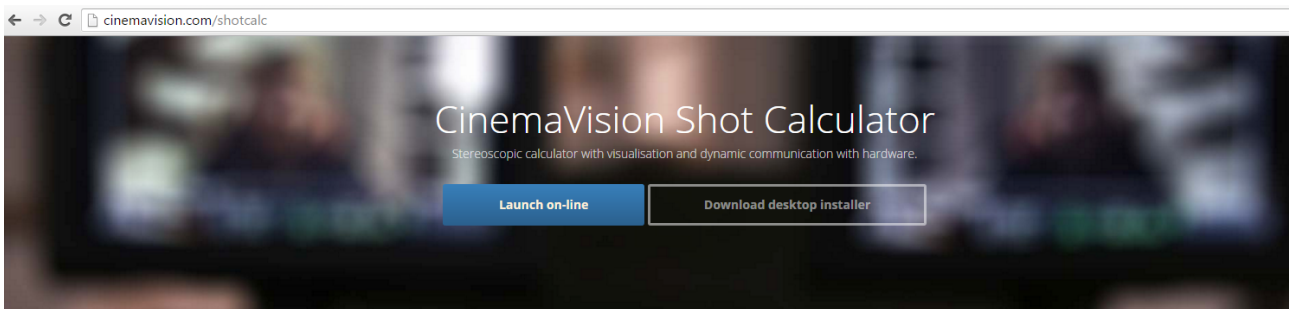 cinemavision.com/shotcalc
CinemaVision Shot Calculator
Stereoscopic calculator with visualisation and dynamic communication with hardware.
Launch on-line
Download desktop installer